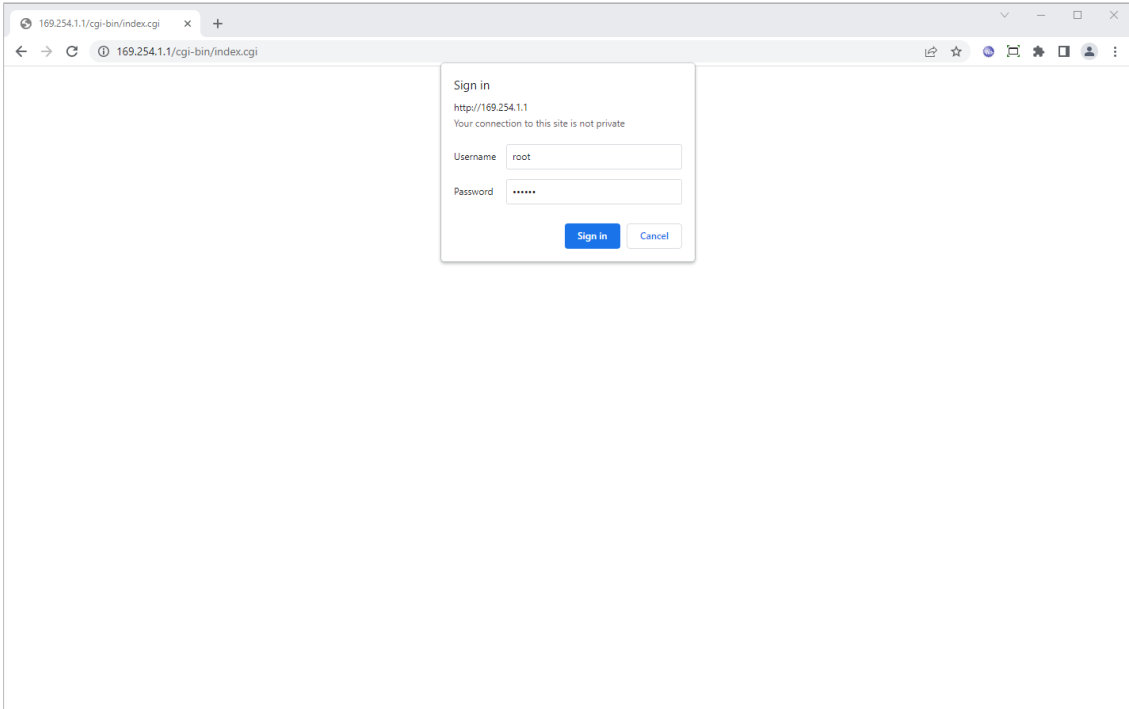 169.254.1.1/cgi-bin/index.cgi
169.254.1.1/cgi-bin/index.cgi
Sign in
http://169.254.1.1
Your connection to this site is not private
Username root
Password ••••••
Sign in Cancel